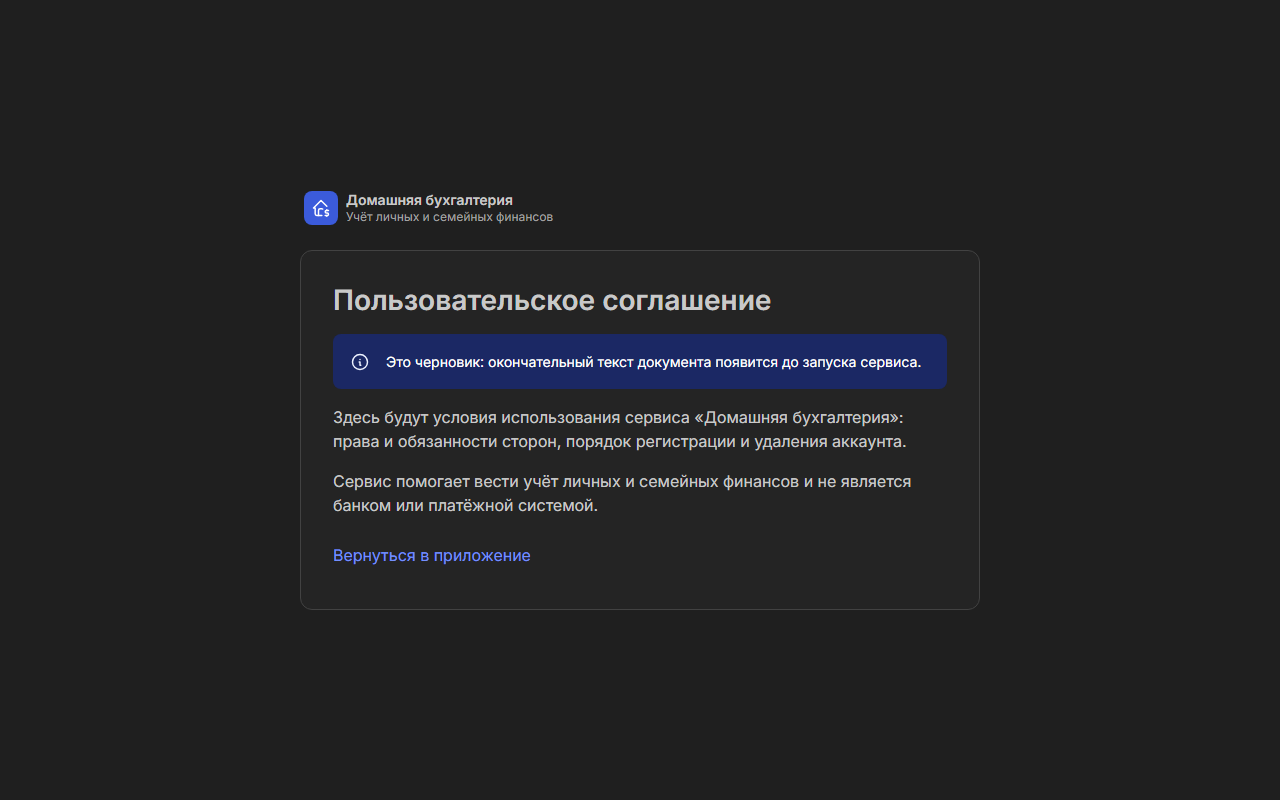 Домашняя бухгалтерия
Учёт личных и семейных финансов
Пользовательское соглашение
Это черновик: окончательный текст документа появится до запуска сервиса.
Здесь будут условия использования сервиса «Домашняя бухгалтерия»:
права и обязанности сторон, порядок регистрации и удаления аккаунта.
Сервис помогает вести учёт личных и семейных финансов и не является
банком или платёжной системой.
Вернуться в приложение